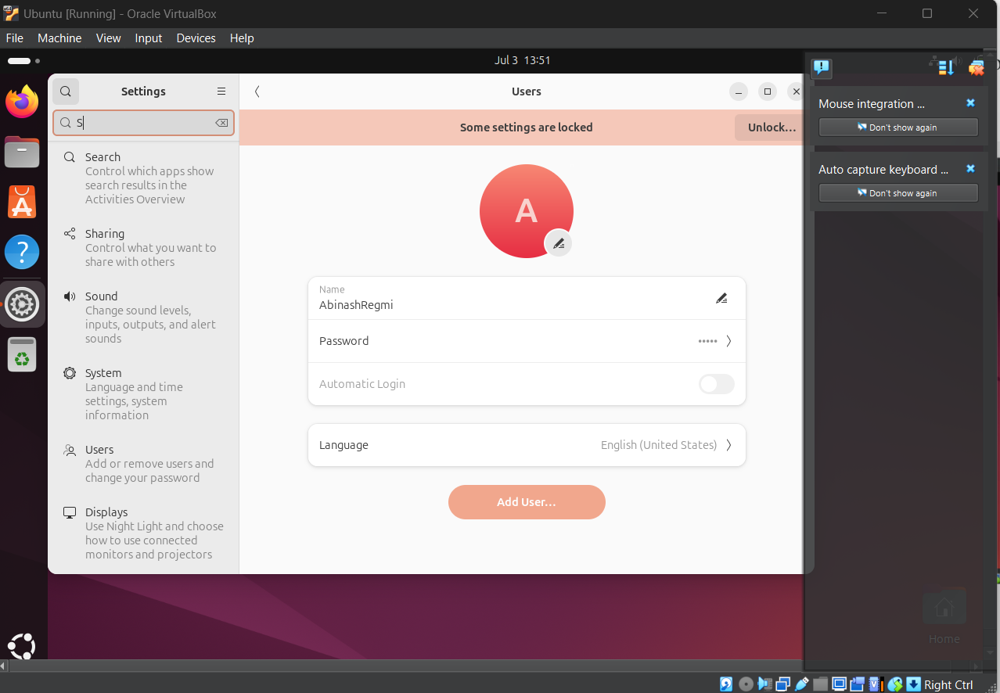 Ubuntu [Running] - Oracle VirtualBox
File Machine View Input Devices Help
Jul 3 13:51
Settings
Users
S
Some settings are locked
Unlock...
Search
Control which apps show
search results in the
Activities Overview
Sharing
Control what you want to
share with others
Sound
Change sound levels,
inputs, outputs, and alert
sounds
System
Language and time
settings, system
information
Users
Add or remove users and
change your password
Displays
Use Night Light and choose
how to use connected
monitors and projectors
A
Name
AbinashRegmi
Password
•••••
Automatic Login
Language
English (United States)
Add User...
Mouse integration ...
Don't show again
Auto capture keyboard ...
Don't show again
Home
Right Ctrl